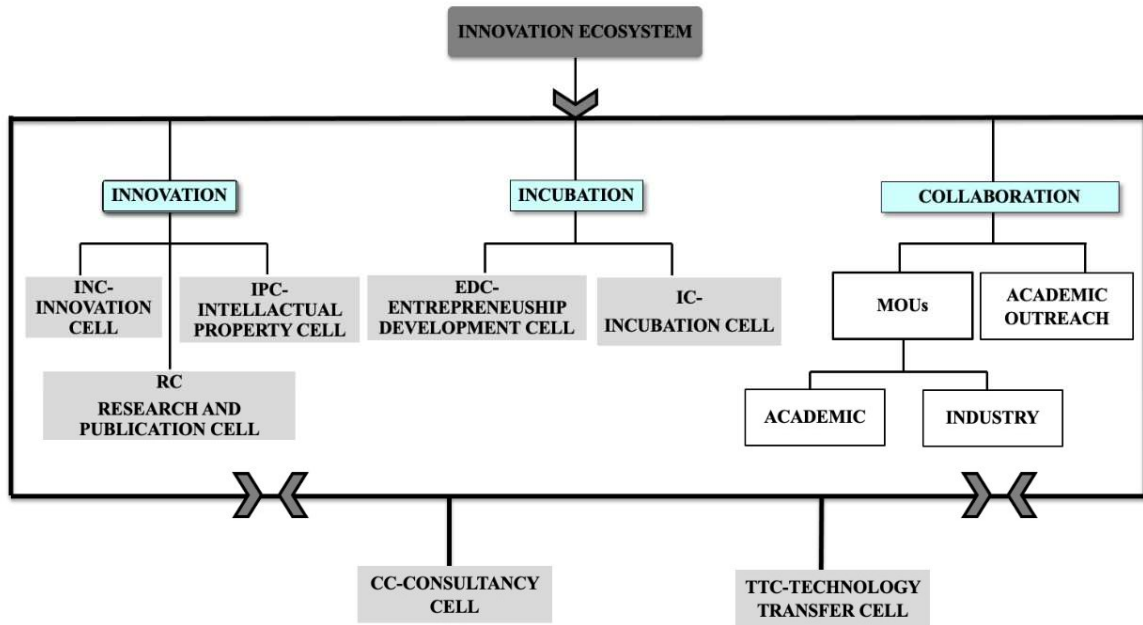 INNOVATION ECOSYSTEM
INNOVATION
INCUBATION
COLLABORATION
INC-
INNOVATION
CELL
IPC-
INTELLACTUAL
PROPERTY CELL
EDC-
ENTREPRENEUSHIP
DEVELOPMENT CELL
IC-
INCUBATION CELL
MOUs
ACADEMIC
OUTREACH
RC
RESEARCH AND
PUBLICATION CELL
ACADEMIC
INDUSTRY
CC-CONSULTANCY
CELL
TTC-TECHNOLOGY
TRANSFER CELL